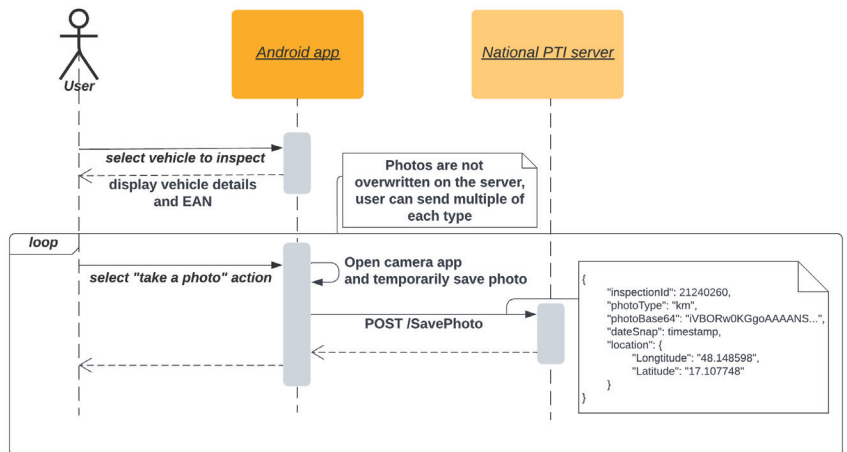 Android app
National PTI server
User
select vehicle to inspect
display vehicle details
and EAN
Photos are not
overwritten on the server,
user can send multiple of
each type
loop
select "take a photo" action
Open camera app
and temporarily save photo
POST /SavePhoto
{
"inspectionId": 21240260,
"photoType": "km",
"photoBase64": "iVBORw0KGgoAAAANS...",
"dateSnap": timestamp,
"location": {
"Longtitude": "48.148598",
"Latitude": "17.107748"
}
}